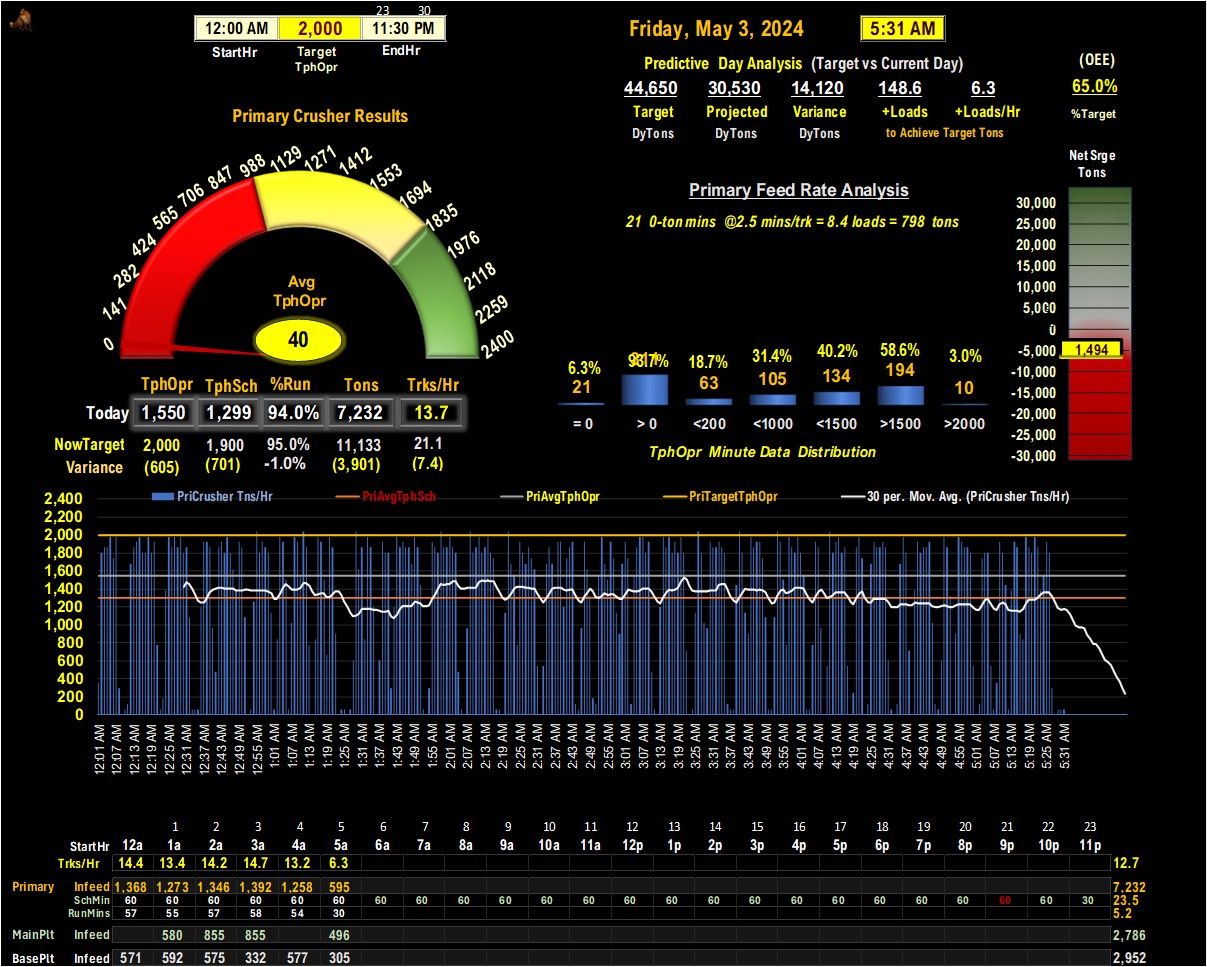 23 30
12:00 AM 2,000 11:30 PM
StartHr Target TphOpr EndHr
Friday, May 3, 2024 5:31 AM
Predictive Day Analysis (Target vs Current Day)
44,650 30,530 14,120 148.6 6.3
Target Projected Variance +Loads +Loads/Hr
DyTons DyTons DyTons to Achieve Target Tons
(OEE)
65.0%
%Target
Primary Crusher Results
0 141 282 424 565 706 847 988 1129 1271 1412 1553 1694 1835 1976 2118 2259 2400
Avg
TphOpr
40
TphOpr TphSch %Run Tons Trks/Hr
Today 1,550 1,299 94.0% 7,232 13.7
NowTarget 2,000 1,900 95.0% 11,133 21.1
Variance (605) (701) -1.0% (3,901) (7.4)
Primary Feed Rate Analysis
21 0-ton mins @2.5 mins/trk = 8.4 loads = 798 tons
6.3% 93.7% 18.7% 31.4% 40.2% 58.6% 3.0%
21 63 105 134 194 10
= 0 > 0 <200 <1000 <1500 >1500 >2000
TphOpr Minute Data Distribution
Net Srge
Tons
30,000
25,000
20,000
15,000
10,000
5,000
0
-5,000
1,494
-10,000
-15,000
-20,000
-25,000
-30,000
PriCrusher Tns/Hr PriAvgTphSch PriAvgTphOpr PriTargetTphOpr 30 per. Mov. Avg. (PriCrusher Tns/Hr)
2,400
2,200
2,000
1,800
1,600
1,400
1,200
1,000
800
600
400
200
0
12:01 AM 12:07 AM 12:13 AM 12:19 AM 12:25 AM 12:31 AM 12:37 AM 12:43 AM 12:49 AM 12:55 AM 1:01 AM 1:07 AM 1:13 AM 1:19 AM 1:25 AM 1:31 AM 1:37 AM 1:43 AM 1:49 AM 1:55 AM 2:01 AM 2:07 AM 2:13 AM 2:19 AM 2:25 AM 2:31 AM 2:37 AM 2:43 AM 2:49 AM 2:55 AM 3:01 AM 3:07 AM 3:13 AM 3:19 AM 3:25 AM 3:31 AM 3:37 AM 3:43 AM 3:49 AM 3:55 AM 4:01 AM 4:07 AM 4:13 AM 4:19 AM 4:25 AM 4:31 AM 4:37 AM 4:43 AM 4:49 AM 4:55 AM 5:01 AM 5:07 AM 5:13 AM 5:19 AM 5:25 AM 5:31 AM
1 2 3 4 5 6 7 8 9 10 11 12 13 14 15 16 17 18 19 20 21 22 23
StartHr 12a 1a 2a 3a 4a 5a 6a 7a 8a 9a 10a 11a 12p 1p 2p 3p 4p 5p 6p 7p 8p 9p 10p 11p
Trks/Hr 14.4 13.4 14.2 14.7 13.2 6.3 12.7
Primary Infeed 1,368 1,273 1,346 1,392 1,258 595 7,232
SchMin 60 60 60 60 60 60 60 60 60 60 60 60 60 60 60 60 60 60 60 60 60 60 60 30 23.5
RunMins 57 55 57 58 54 30 5.2
MainPlt Infeed 580 855 855 496 2,786
BasePlt Infeed 571 592 575 332 577 305 2,952